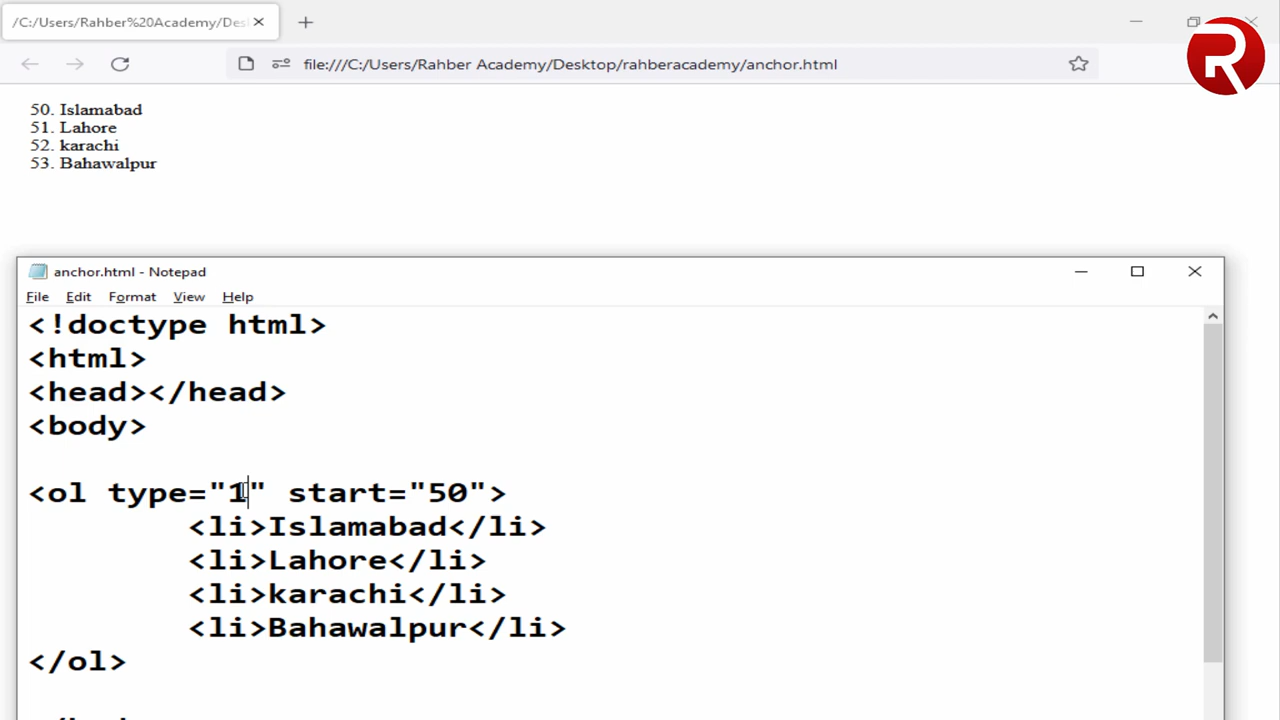 /C:/Users/Rahber%20Academy/Des
file:///C:/Users/Rahber Academy/Desktop/rahberacademy/anchor.html
R
50. Islamabad
51. Lahore
52. karachi
53. Bahawalpur
anchor.html - Notepad
File Edit Format View Help
<!doctype html>
<html>
<head></head>
<body>
<ol type="1" start="50">
<li>Islamabad</li>
<li>Lahore</li>
<li>karachi</li>
<li>Bahawalpur</li>
</ol>